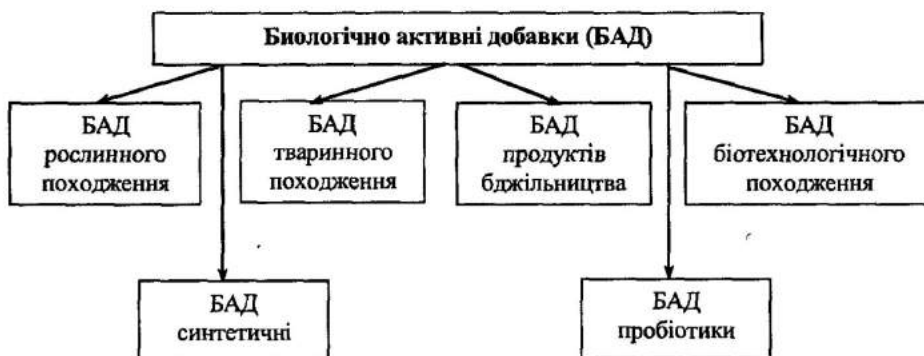 Биологічно активні добавки (БАД)
БАД
рослинного
походження
БАД
тваринного
походження
БАД
продуктів
бджільництва
БАД
біотехнологічного
походження
БАД
синтетичні
БАД
пробіотики